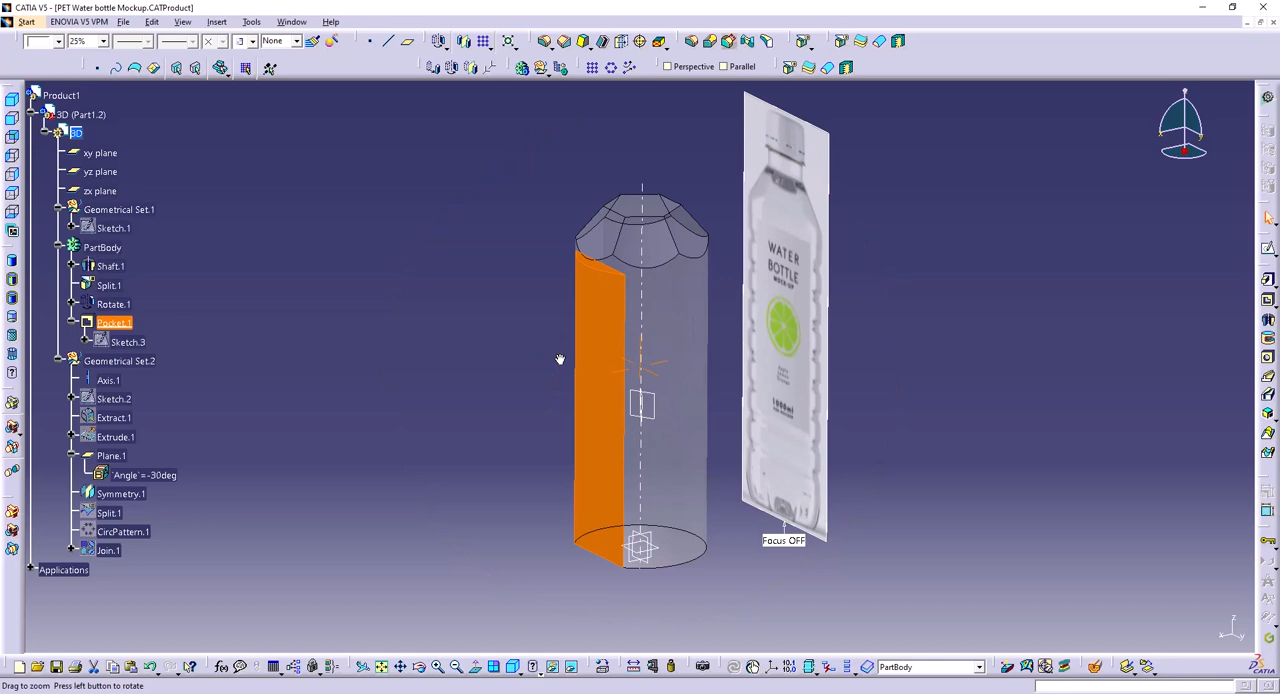 CATIA V5 - [PET Water bottle Mockup.CATProduct]
Start
ENOVIA V5 VPM
File
Edit
View
Insert
Tools
Window
Help
25%
None
Perspective
Parallel
Product1
3D (Part1.2)
3D
xy plane
yz plane
zx plane
Geometrical Set.1
Sketch.1
PartBody
Shaft.1
Split.1
Rotate.1
Pocket.1
Sketch.3
Geometrical Set.2
Axis.1
Sketch.2
Extract.1
Extrude.1
Plane.1
`Angle`=-30deg
Symmetry.1
Split.1
CircPattern.1
Join.1
Applications
WATER
BOTTLE
MOCK-UP
1000ml
Focus OFF
z
x
y
PartBody
CATIA
Drag to zoom  Press left button to rotate